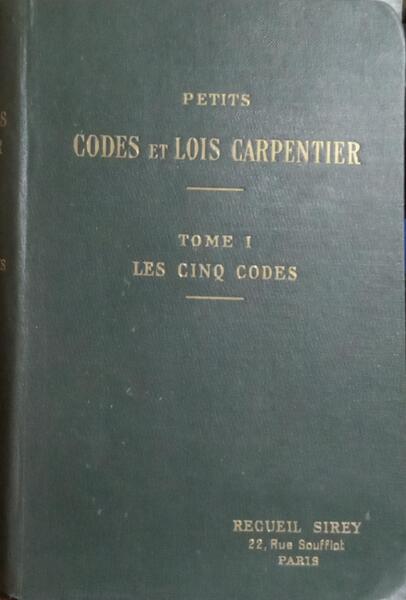 PETITS
CODES ET LOIS CARPENTIER
TOME I
LES CINQ CODES
RECUEIL SIREY
22, Rue Soufflot
PARIS